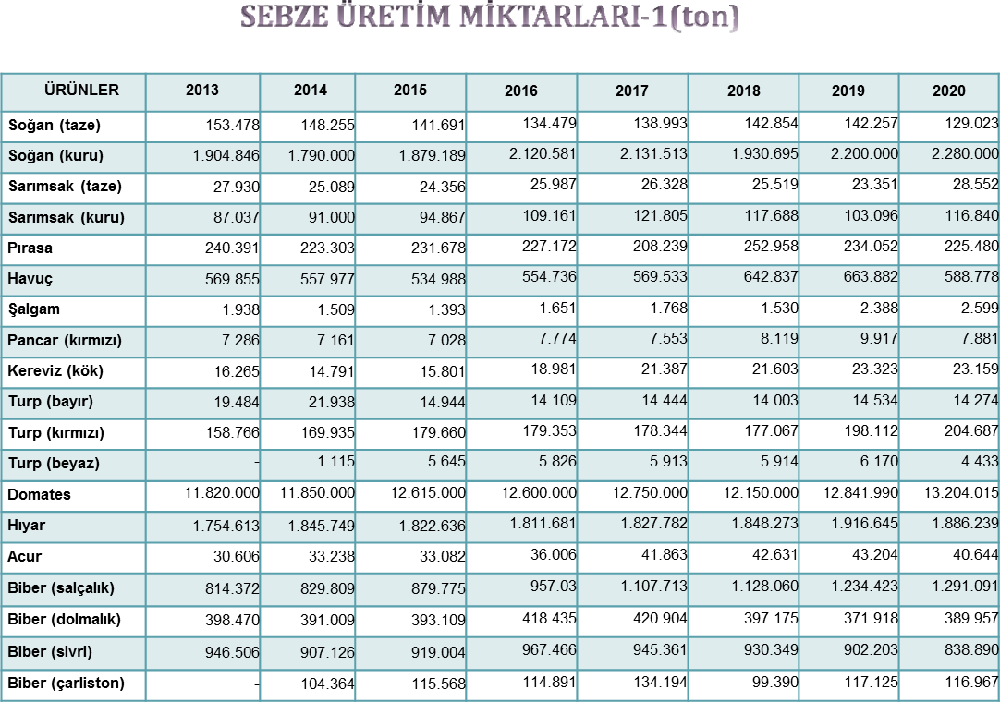 SEBZE ÜRETİM MİKTARLARI-1(ton)
ÜRÜNLER 2013 2014 2015 2016 2017 2018 2019 2020
Soğan (taze) 153.478 148.255 141.691 134.479 138.993 142.854 142.257 129.023
Soğan (kuru) 1.904.846 1.790.000 1.879.189 2.120.581 2.131.513 1.930.695 2.200.000 2.280.000
Sarımsak (taze) 27.930 25.089 24.356 25.987 26.328 25.519 23.351 28.552
Sarımsak (kuru) 87.037 91.000 94.867 109.161 121.805 117.688 103.096 116.840
Pırasa 240.391 223.303 231.678 227.172 208.239 252.958 234.052 225.480
Havuç 569.855 557.977 534.988 554.736 569.533 642.837 663.882 588.778
Şalgam 1.938 1.509 1.393 1.651 1.768 1.530 2.388 2.599
Pancar (kırmızı) 7.286 7.161 7.028 7.774 7.553 8.119 9.917 7.881
Kereviz (kök) 16.265 14.791 15.801 18.981 21.387 21.603 23.323 23.159
Turp (bayır) 19.484 21.938 14.944 14.109 14.444 14.003 14.534 14.274
Turp (kırmızı) 158.766 169.935 179.660 179.353 178.344 177.067 198.112 204.687
Turp (beyaz) - 1.115 5.645 5.826 5.913 5.914 6.170 4.433
Domates 11.820.000 11.850.000 12.615.000 12.600.000 12.750.000 12.150.000 12.841.990 13.204.015
Hıyar 1.754.613 1.845.749 1.822.636 1.811.681 1.827.782 1.848.273 1.916.645 1.886.239
Acur 30.606 33.238 33.082 36.006 41.863 42.631 43.204 40.644
Biber (salçalık) 814.372 829.809 879.775 957.03 1.107.713 1.128.060 1.234.423 1.291.091
Biber (dolmalık) 398.470 391.009 393.109 418.435 420.904 397.175 371.918 389.957
Biber (sivri) 946.506 907.126 919.004 967.466 945.361 930.349 902.203 838.890
Biber (çarliston) - 104.364 115.568 114.891 134.194 99.390 117.125 116.967